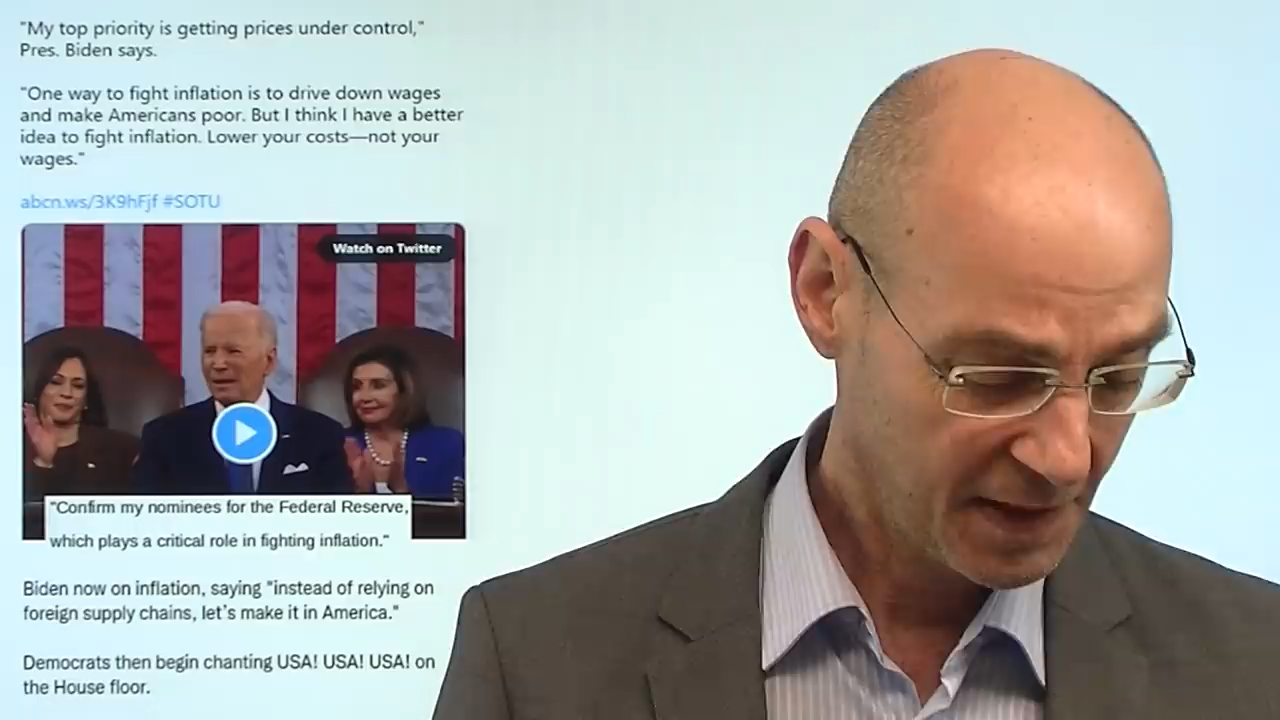 "My top priority is getting prices under control,"
Pres. Biden says.
"One way to fight inflation is to drive down wages
and make Americans poor. But I think I have a better
idea to fight inflation. Lower your costs—not your
wages."
abcn.ws/3K9hFjf #SOTU
Watch on Twitter
"Confirm my nominees for the Federal Reserve,
which plays a critical role in fighting inflation."
Biden now on inflation, saying "instead of relying on
foreign supply chains, let's make it in America."
Democrats then begin chanting USA! USA! USA! on
the House floor.